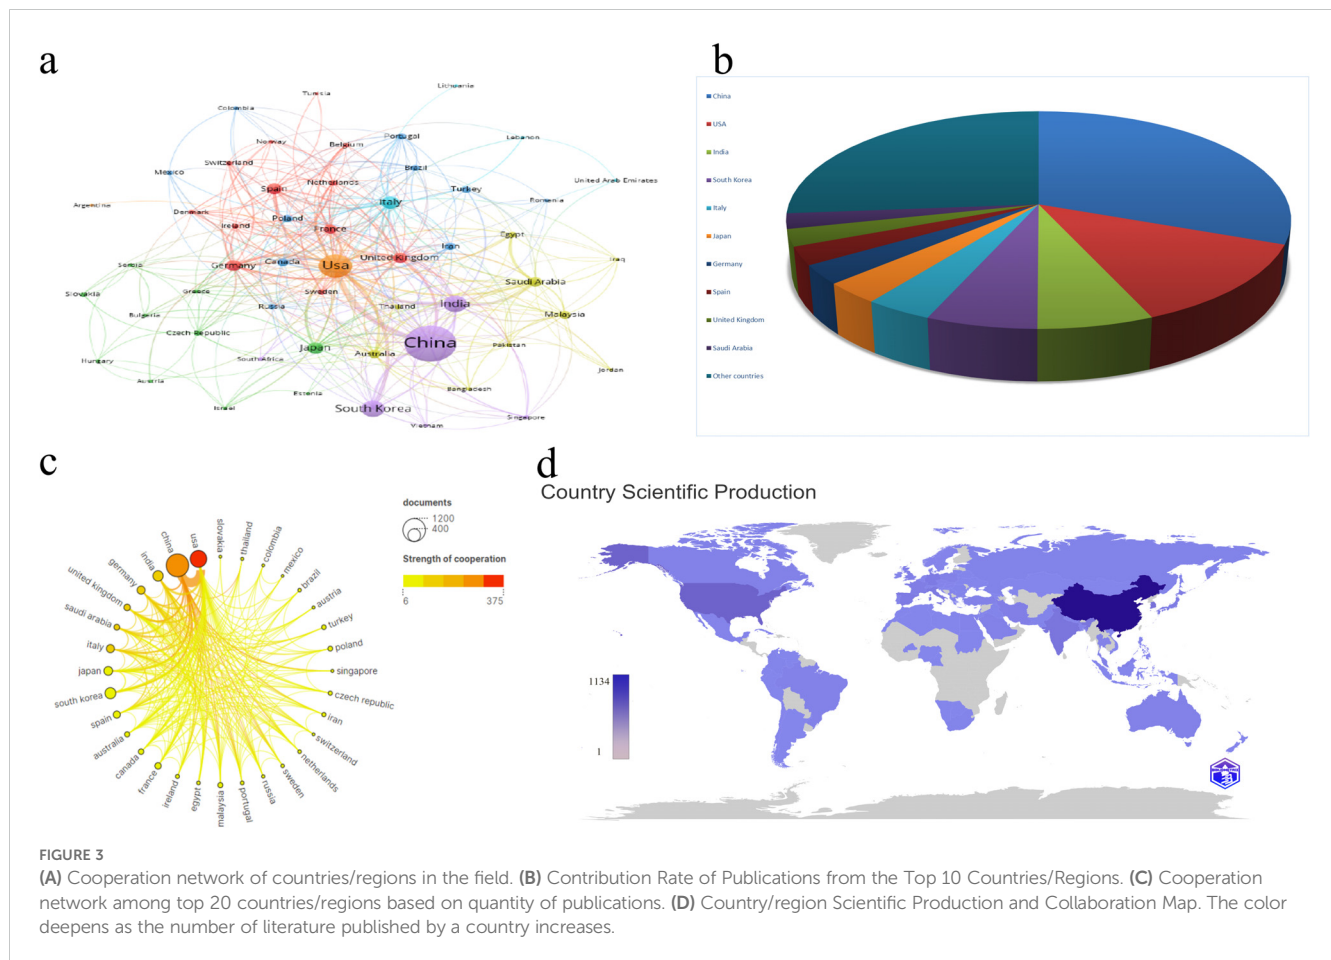 a
Lithuania
Tunisia
Colombia
Portugal
Lebanon
Norway
Belgium
Switzerland
Brazil
Mexico
Netherlands
United Arab Emirates
Spain
Turkey
Italy
Romania
Argentina
Denmark
Poland
Ireland
France
Egypt
Iran
United Kingdom
Iraq
Serbia
Germany
Canada
Usa
Saudi Arabia
Slovakia
Greece
Sweden
Russia
Thailand
India
Bulgaria
Malaysia
Czech Republic
China
Pakistan
Japan
Australia
Hungary
South Africa
Jordan
Austria
Bangladesh
Estonia
Israel
South Korea
Singapore
Vietnam
b
China
USA
India
South Korea
Italy
Japan
Germany
Spain
United Kingdom
Saudi Arabia
Other countries
c
documents
1200
400
Strength of cooperation
6 375
usa
slovakia
thailand
colombia
mexico
brazil
austria
turkey
poland
singapore
czech republic
iran
switzerland
netherlands
sweden
russia
portugal
malaysia
egypt
ireland
france
canada
australia
spain
south korea
japan
italy
saudi arabia
united kingdom
germany
india
china
d
Country Scientific Production
1134
1
FIGURE 3
(A) Cooperation network of countries/regions in the field. (B) Contribution Rate of Publications from the Top 10 Countries/Regions. (C) Cooperation
network among top 20 countries/regions based on quantity of publications. (D) Country/region Scientific Production and Collaboration Map. The color
deepens as the number of literature published by a country increases.